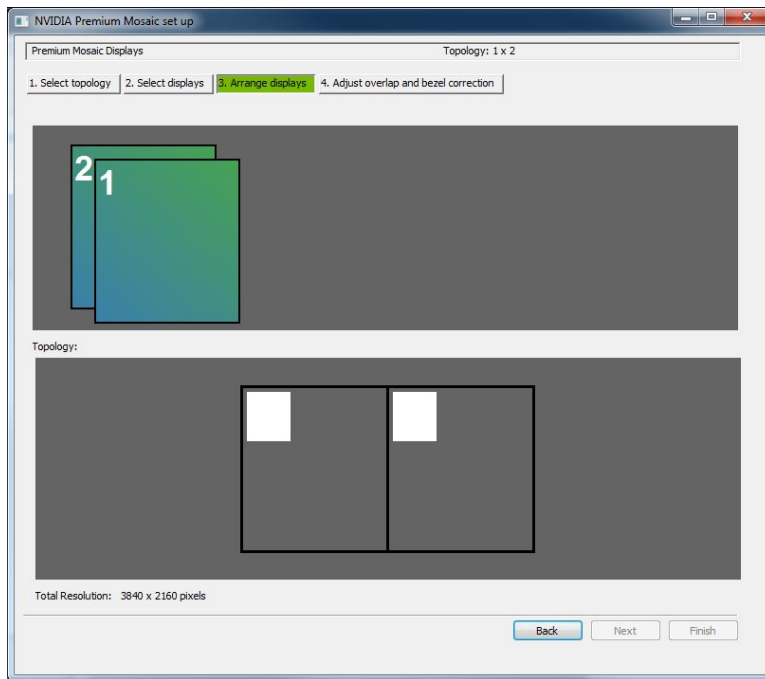 NVIDIA Premium Mosaic set up
Premium Mosaic Displays Topology: 1 x 2
1. Select topology 2. Select displays 3. Arrange displays 4. Adjust overlap and bezel correction
2
1
Topology:
Total Resolution: 3840 x 2160 pixels
Back Next Finish